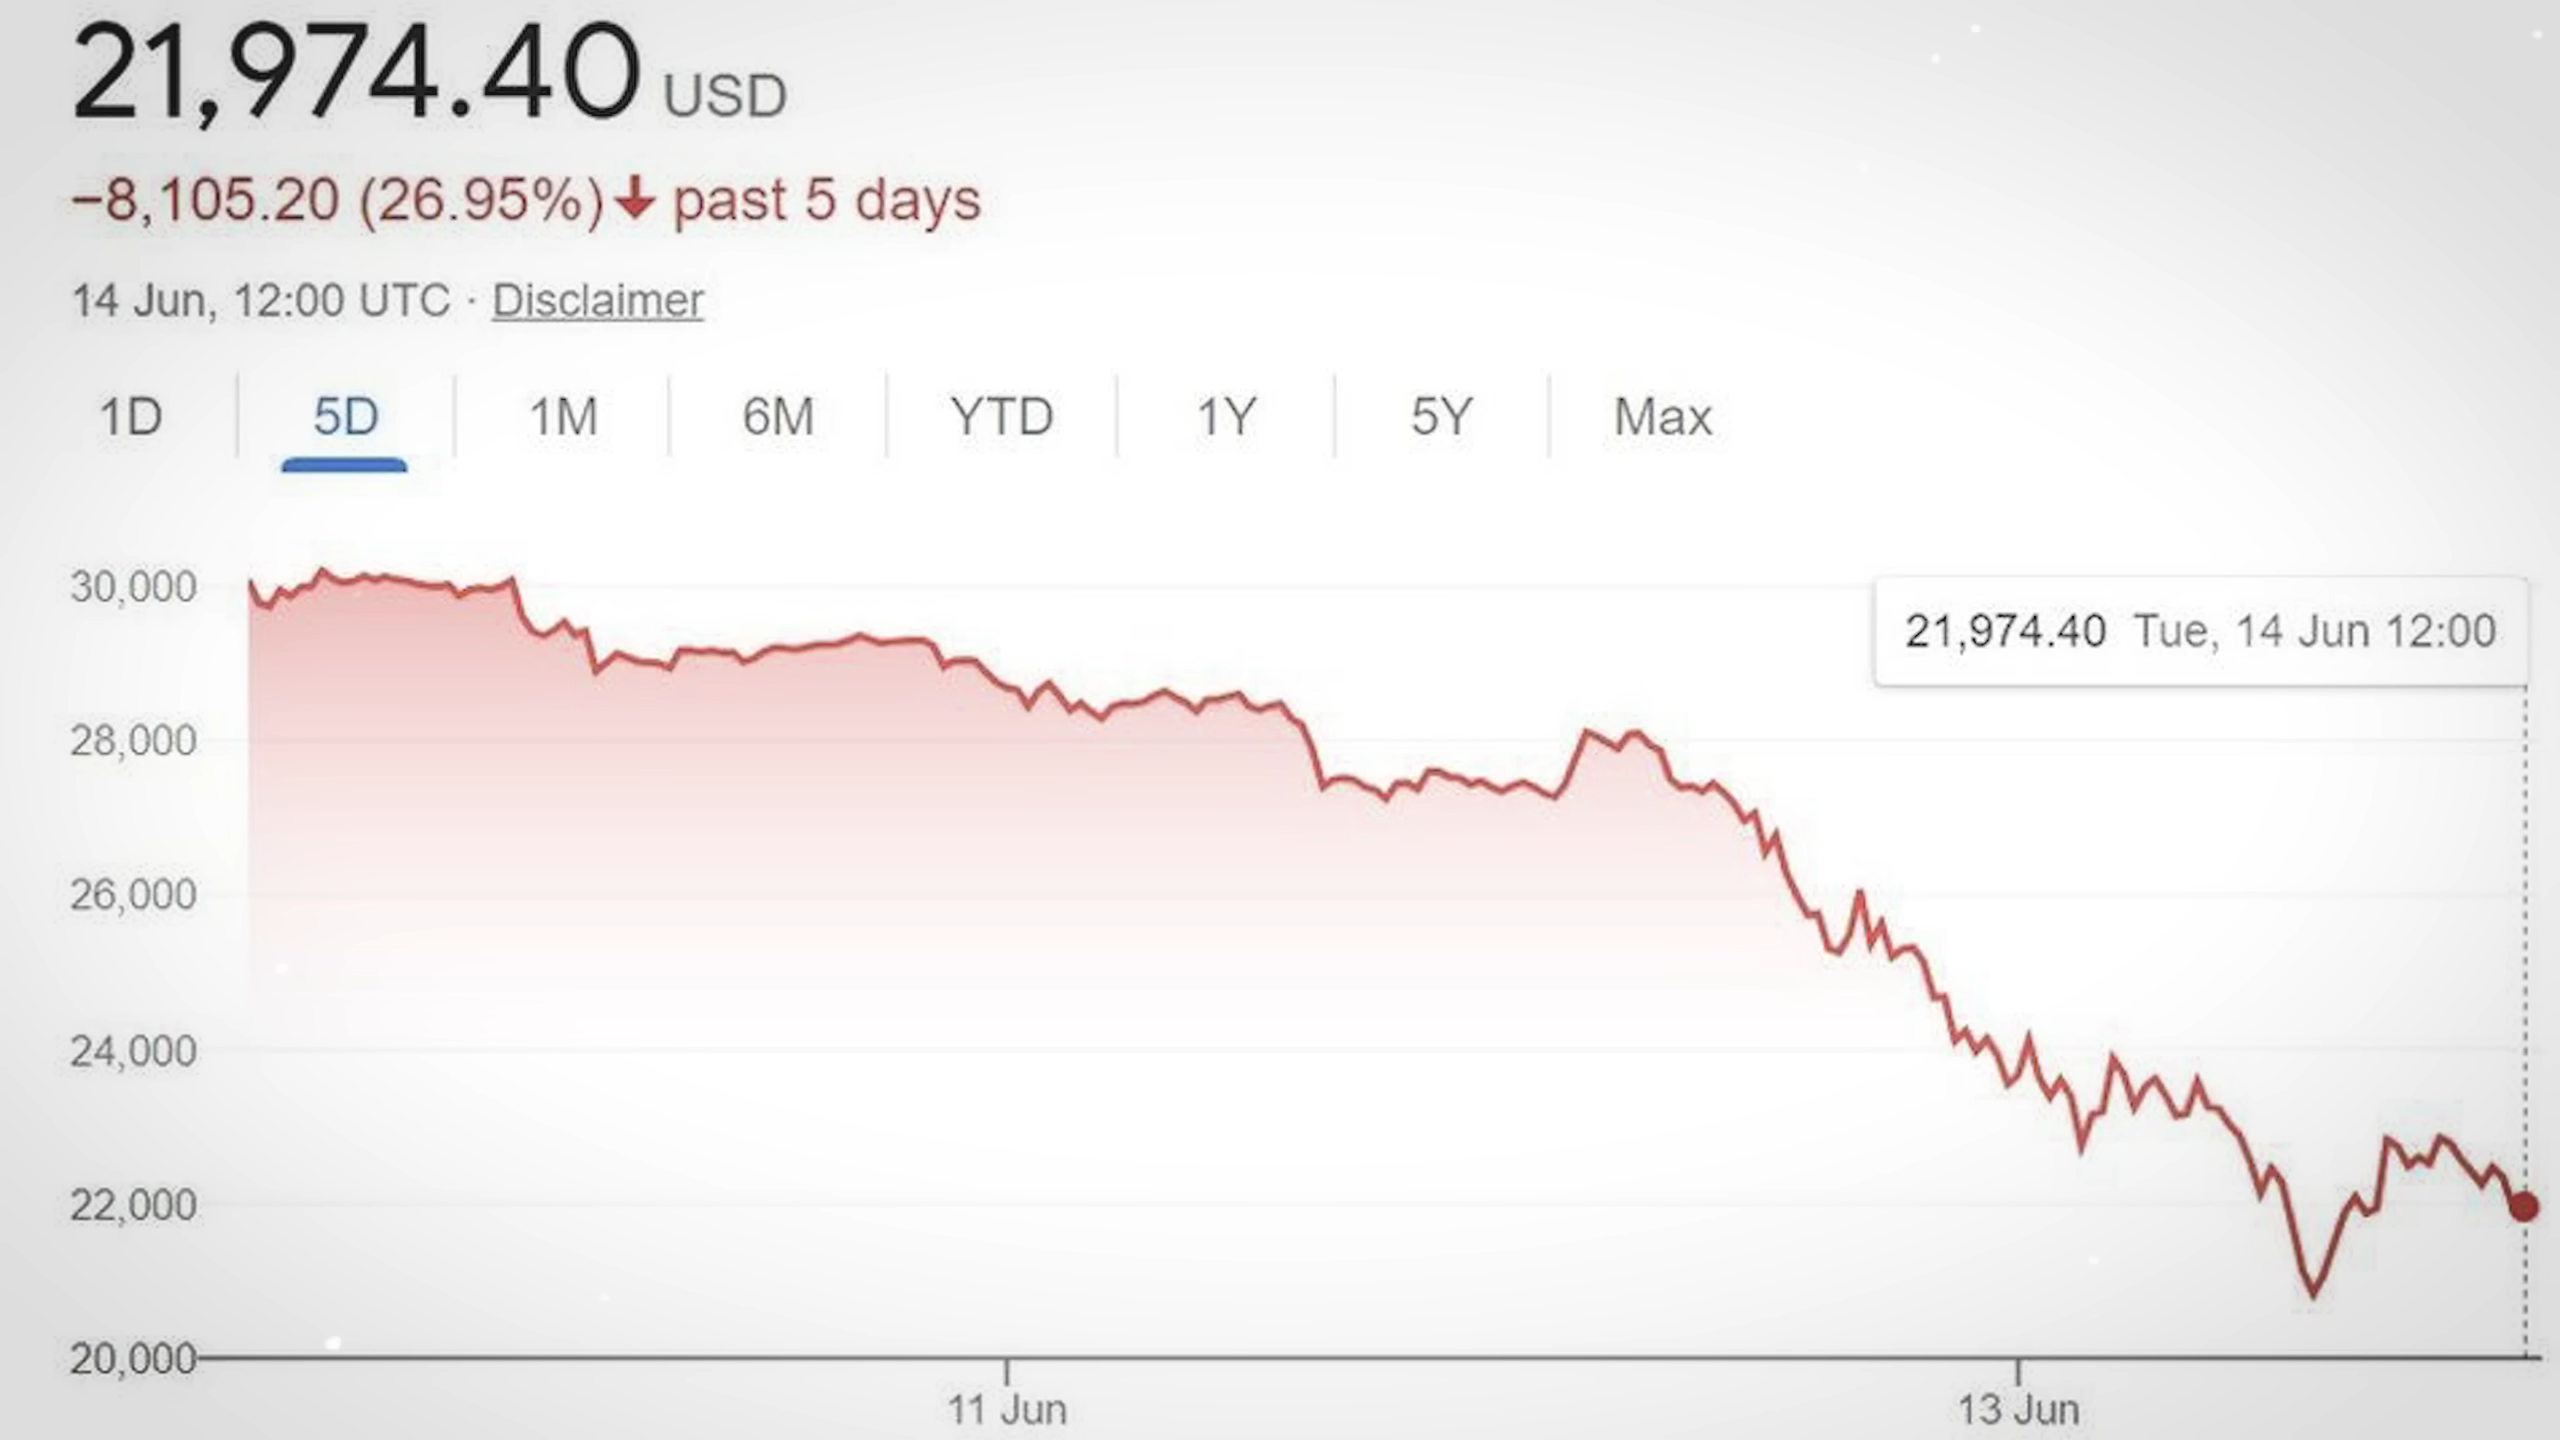 21,974.40 USD
−8,105.20 (26.95%) ↓ past 5 days
14 Jun, 12:00 UTC · Disclaimer
1D 5D 1M 6M YTD 1Y 5Y Max
30,000
21,974.40 Tue, 14 Jun 12:00
28,000
26,000
24,000
22,000
20,000
11 Jun 13 Jun